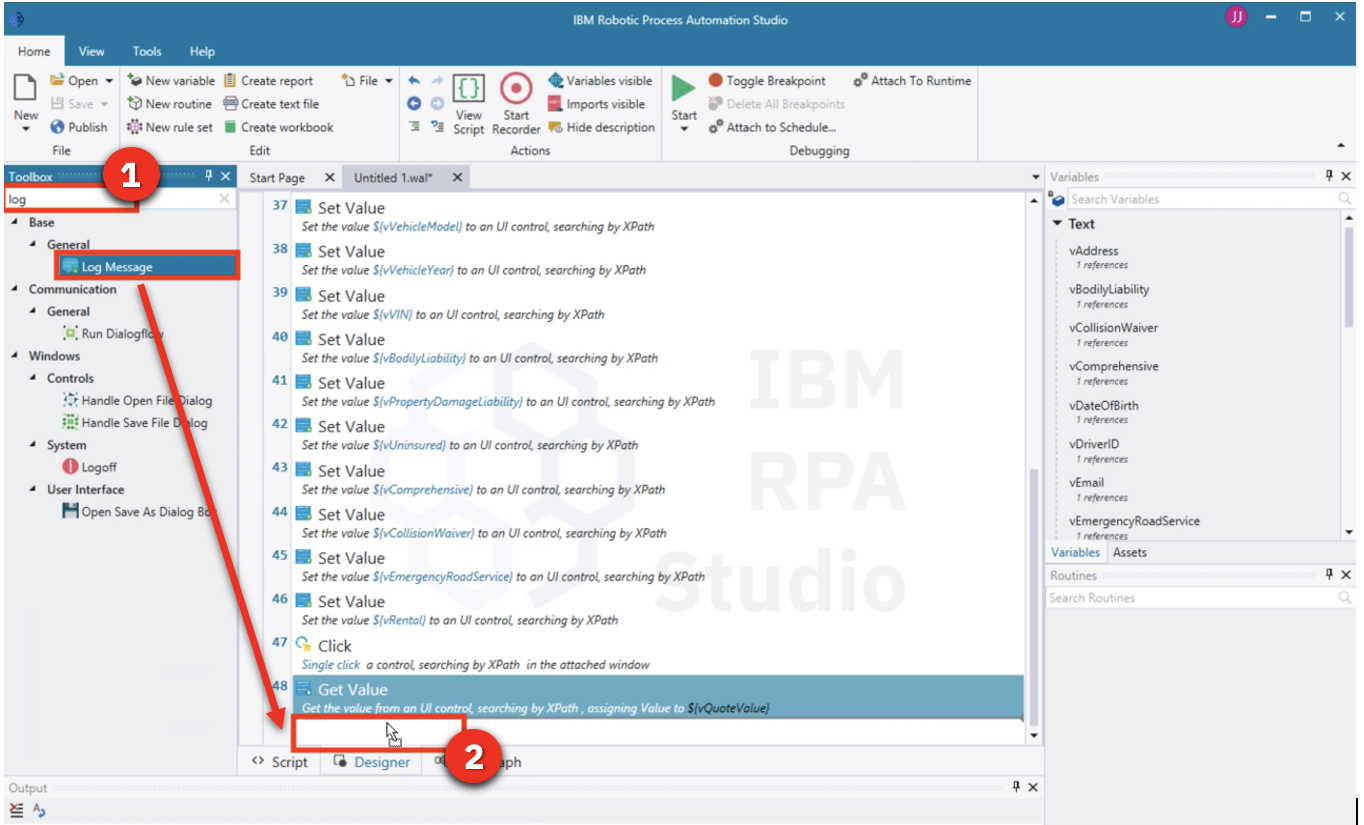 IBM Robotic Process Automation Studio
JJ
Home View Tools Help
New
Open
Save
Publish
File
New variable
New routine
New rule set
Create report
Create text file
Create workbook
File
Edit
View Script
Start Recorder
Variables visible
Imports visible
Hide description
Actions
Start
Toggle Breakpoint
Delete All Breakpoints
Attach to Schedule...
Attach To Runtime
Debugging
Toolbox
1
log
Base
General
Log Message
Communication
General
Run Dialogflow
Windows
Controls
Handle Open File Dialog
Handle Save File Dialog
System
Logoff
User Interface
Open Save As Dialog Box
Start Page
Untitled 1.wal*
37 Set Value
Set the value ${vVehicleModel} to an UI control, searching by XPath
38 Set Value
Set the value ${vVehicleYear} to an UI control, searching by XPath
39 Set Value
Set the value ${vVIN} to an UI control, searching by XPath
40 Set Value
Set the value ${vBodilyLiability} to an UI control, searching by XPath
41 Set Value
Set the value ${vPropertyDamageLiability} to an UI control, searching by XPath
42 Set Value
Set the value ${vUninsured} to an UI control, searching by XPath
43 Set Value
Set the value ${vComprehensive} to an UI control, searching by XPath
44 Set Value
Set the value ${vCollisionWaiver} to an UI control, searching by XPath
45 Set Value
Set the value ${vEmergencyRoadService} to an UI control, searching by XPath
46 Set Value
Set the value ${vRental} to an UI control, searching by XPath
47 Click
Single click a control, searching by XPath in the attached window
48 Get Value
Get the value from an UI control, searching by XPath , assigning Value to ${vQuoteValue}
IBM
RPA
Studio
2
Script Designer
Output
Variables
Search Variables
Text
vAddress
1 references
vBodilyLiability
1 references
vCollisionWaiver
1 references
vComprehensive
1 references
vDateOfBirth
1 references
vDriverID
1 references
vEmail
1 references
vEmergencyRoadService
1 references
Variables Assets
Routines
Search Routines